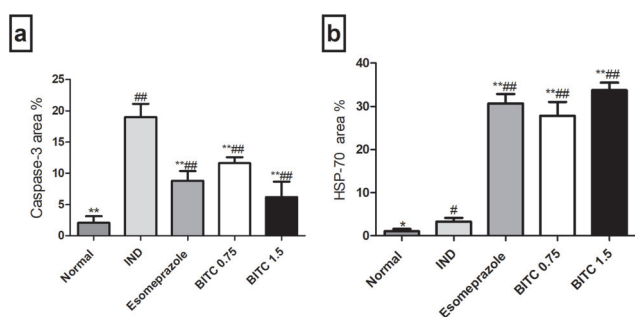 a
Caspase-3 area %
25
20
15
10
5
0
**
##
**##
**##
**##
Normal
IND
Esomeprazole
BITC 0.75
BITC 1.5
b
HSP-70 area %
40
30
20
10
0
*
#
**##
**##
**##
Normal
IND
Esomeprazole
BITC 0.75
BITC 1.5